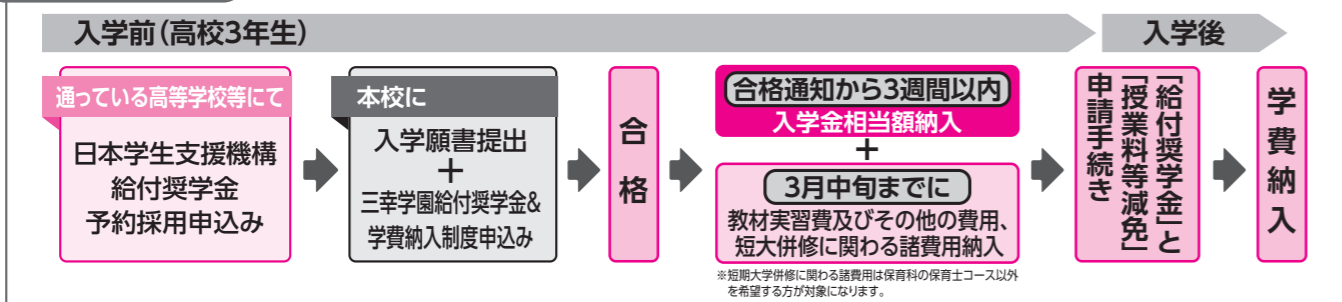 入学前(高校3年生)
入学後
通っている高等学校等にて
日本学生支援機構
給付奨学金
予約採用申込み
本校に
入学願書提出
+
三幸学園給付奨学金&
学費納入制度申込み
合格
合格通知から3週間以内
入学金相当額納入
+
3月中旬までに
教材実習費及びその他の費用、
短大併修に関わる諸費用納入
※短期大学併修に関わる諸費用は保育科の保育士コース以外
を希望する方が対象になります。
「給付奨学金」と
「授業料等減免」
申請手続き
学費納入